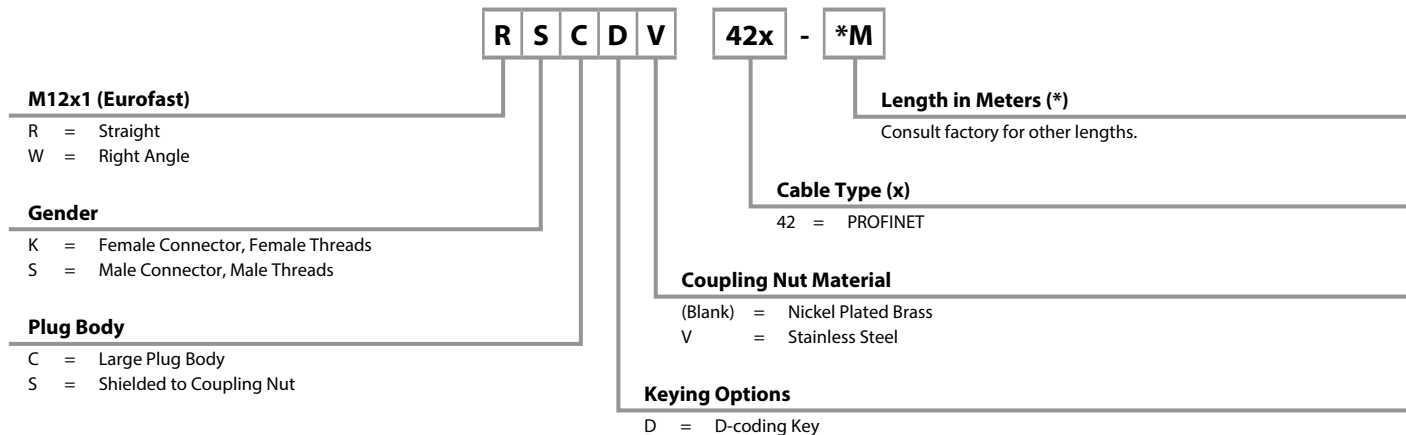 R S C D V 42x - *M
M12x1 (Eurofast)
R = Straight
W = Right Angle
Gender
K = Female Connector, Female Threads
S = Male Connector, Male Threads
Plug Body
C = Large Plug Body
S = Shielded to Coupling Nut
Length in Meters (*)
Consult factory for other lengths.
Cable Type (x)
42 = PROFINET
Coupling Nut Material
(Blank) = Nickel Plated Brass
V = Stainless Steel
Keying Options
D = D-coding Key